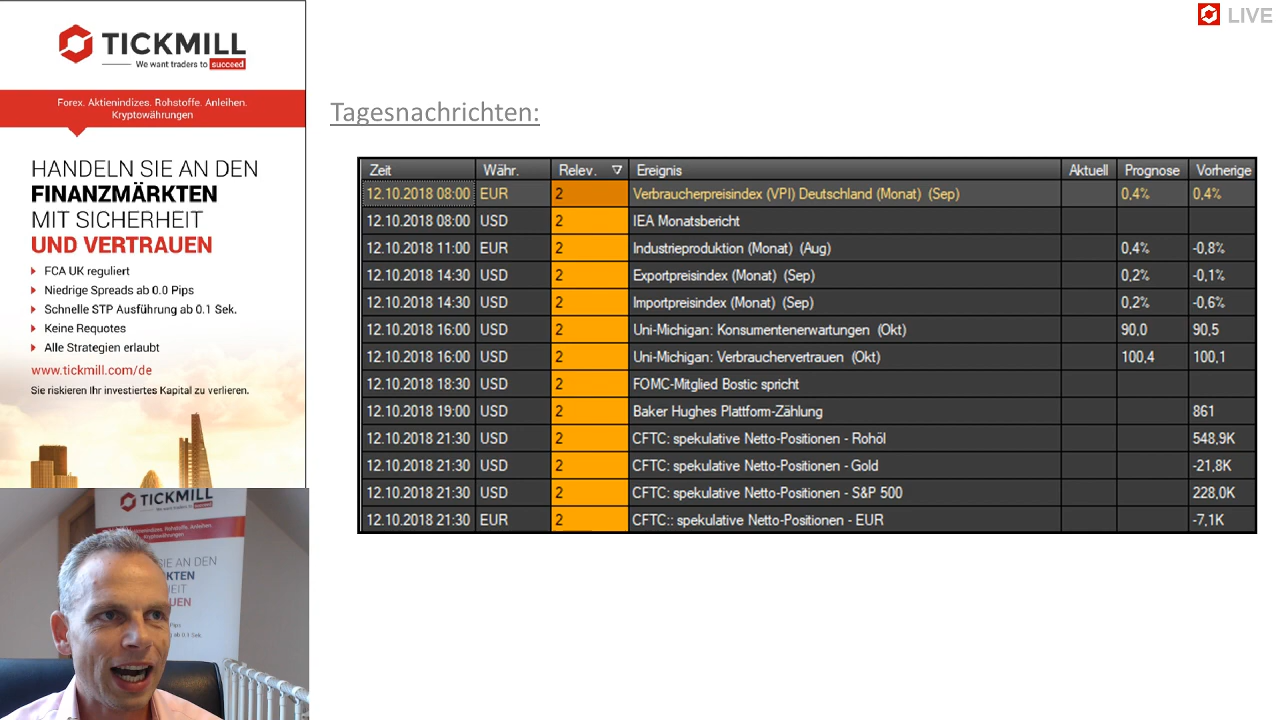 TICKMILL
We want traders to succeed
Forex. Aktienindizes. Rohstoffe. Anleihen.
Kryptowährungen
HANDELN SIE AN DEN
FINANZMÄRKTEN
MIT SICHERHEIT
UND VERTRAUEN
FCA UK reguliert
Niedrige Spreads ab 0.0 Pips
Schnelle STP Ausführung ab 0.1 Sek.
Keine Requotes
Alle Strategien erlaubt
www.tickmill.com/de
Sie riskieren Ihr investiertes Kapital zu verlieren.
LIVE
Tagesnachrichten:
Zeit Währ. Relev. Ereignis Aktuell Prognose Vorherige
12.10.2018 08:00 EUR 2 Verbraucherpreisindex (VPI) Deutschland (Monat) (Sep) 0,4% 0,4%
12.10.2018 08:00 USD 2 IEA Monatsbericht
12.10.2018 11:00 EUR 2 Industrieproduktion (Monat) (Aug) 0,4% -0,8%
12.10.2018 14:30 USD 2 Exportpreisindex (Monat) (Sep) 0,2% -0,1%
12.10.2018 14:30 USD 2 Importpreisindex (Monat) (Sep) 0,2% -0,6%
12.10.2018 16:00 USD 2 Uni-Michigan: Konsumentenerwartungen (Okt) 90,0 90,5
12.10.2018 16:00 USD 2 Uni-Michigan: Verbrauchervertrauen (Okt) 100,4 100,1
12.10.2018 18:30 USD 2 FOMC-Mitglied Bostic spricht
12.10.2018 19:00 USD 2 Baker Hughes Plattform-Zählung 861
12.10.2018 21:30 USD 2 CFTC: spekulative Netto-Positionen - Rohöl 548,9K
12.10.2018 21:30 USD 2 CFTC: spekulative Netto-Positionen - Gold -21,8K
12.10.2018 21:30 USD 2 CFTC: spekulative Netto-Positionen - S&P 500 228,0K
12.10.2018 21:30 EUR 2 CFTC:: spekulative Netto-Positionen - EUR -7,1K
TICKMILL
SIE AN DEN
KTEN
HEIT
UEN
Pips
ab 0.1 Sek.